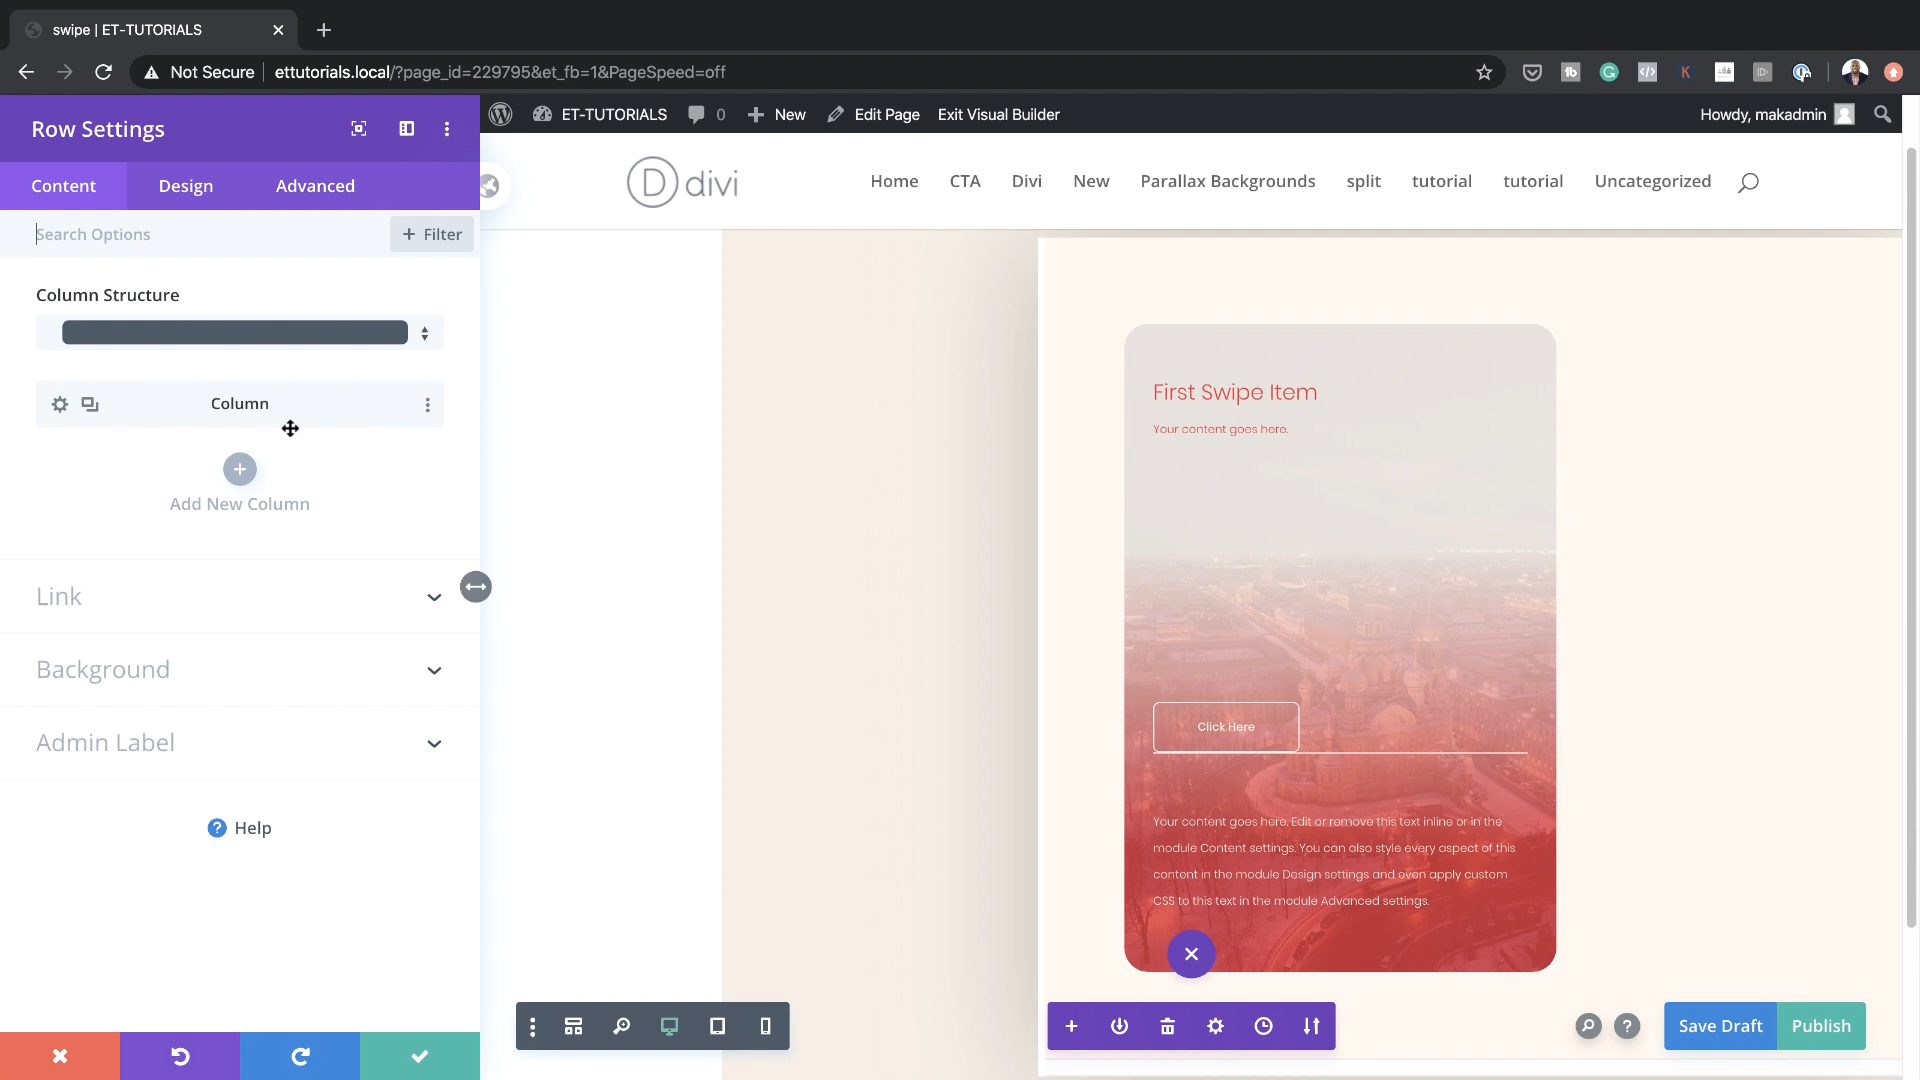 swipe | ET-TUTORIALS
Not Secure
ettutorials.local/?page_id=229795&et_fb=1&PageSpeed=off
Row Settings
ET-TUTORIALS
0
New
Edit Page
Exit Visual Builder
Howdy, makadmin
Content
Design
Advanced
divi
Home
CTA
Divi
New
Parallax Backgrounds
split
tutorial
tutorial
Uncategorized
Search Options
+ Filter
Column Structure
Column
Add New Column
Link
Background
Admin Label
Help
First Swipe Item
Your content goes here.
Click Here
Your content goes here. Edit or remove this text inline or in the
module Content settings. You can also style every aspect of this
content in the module Design settings and even apply custom
CSS to this text in the module Advanced settings.
Save Draft
Publish